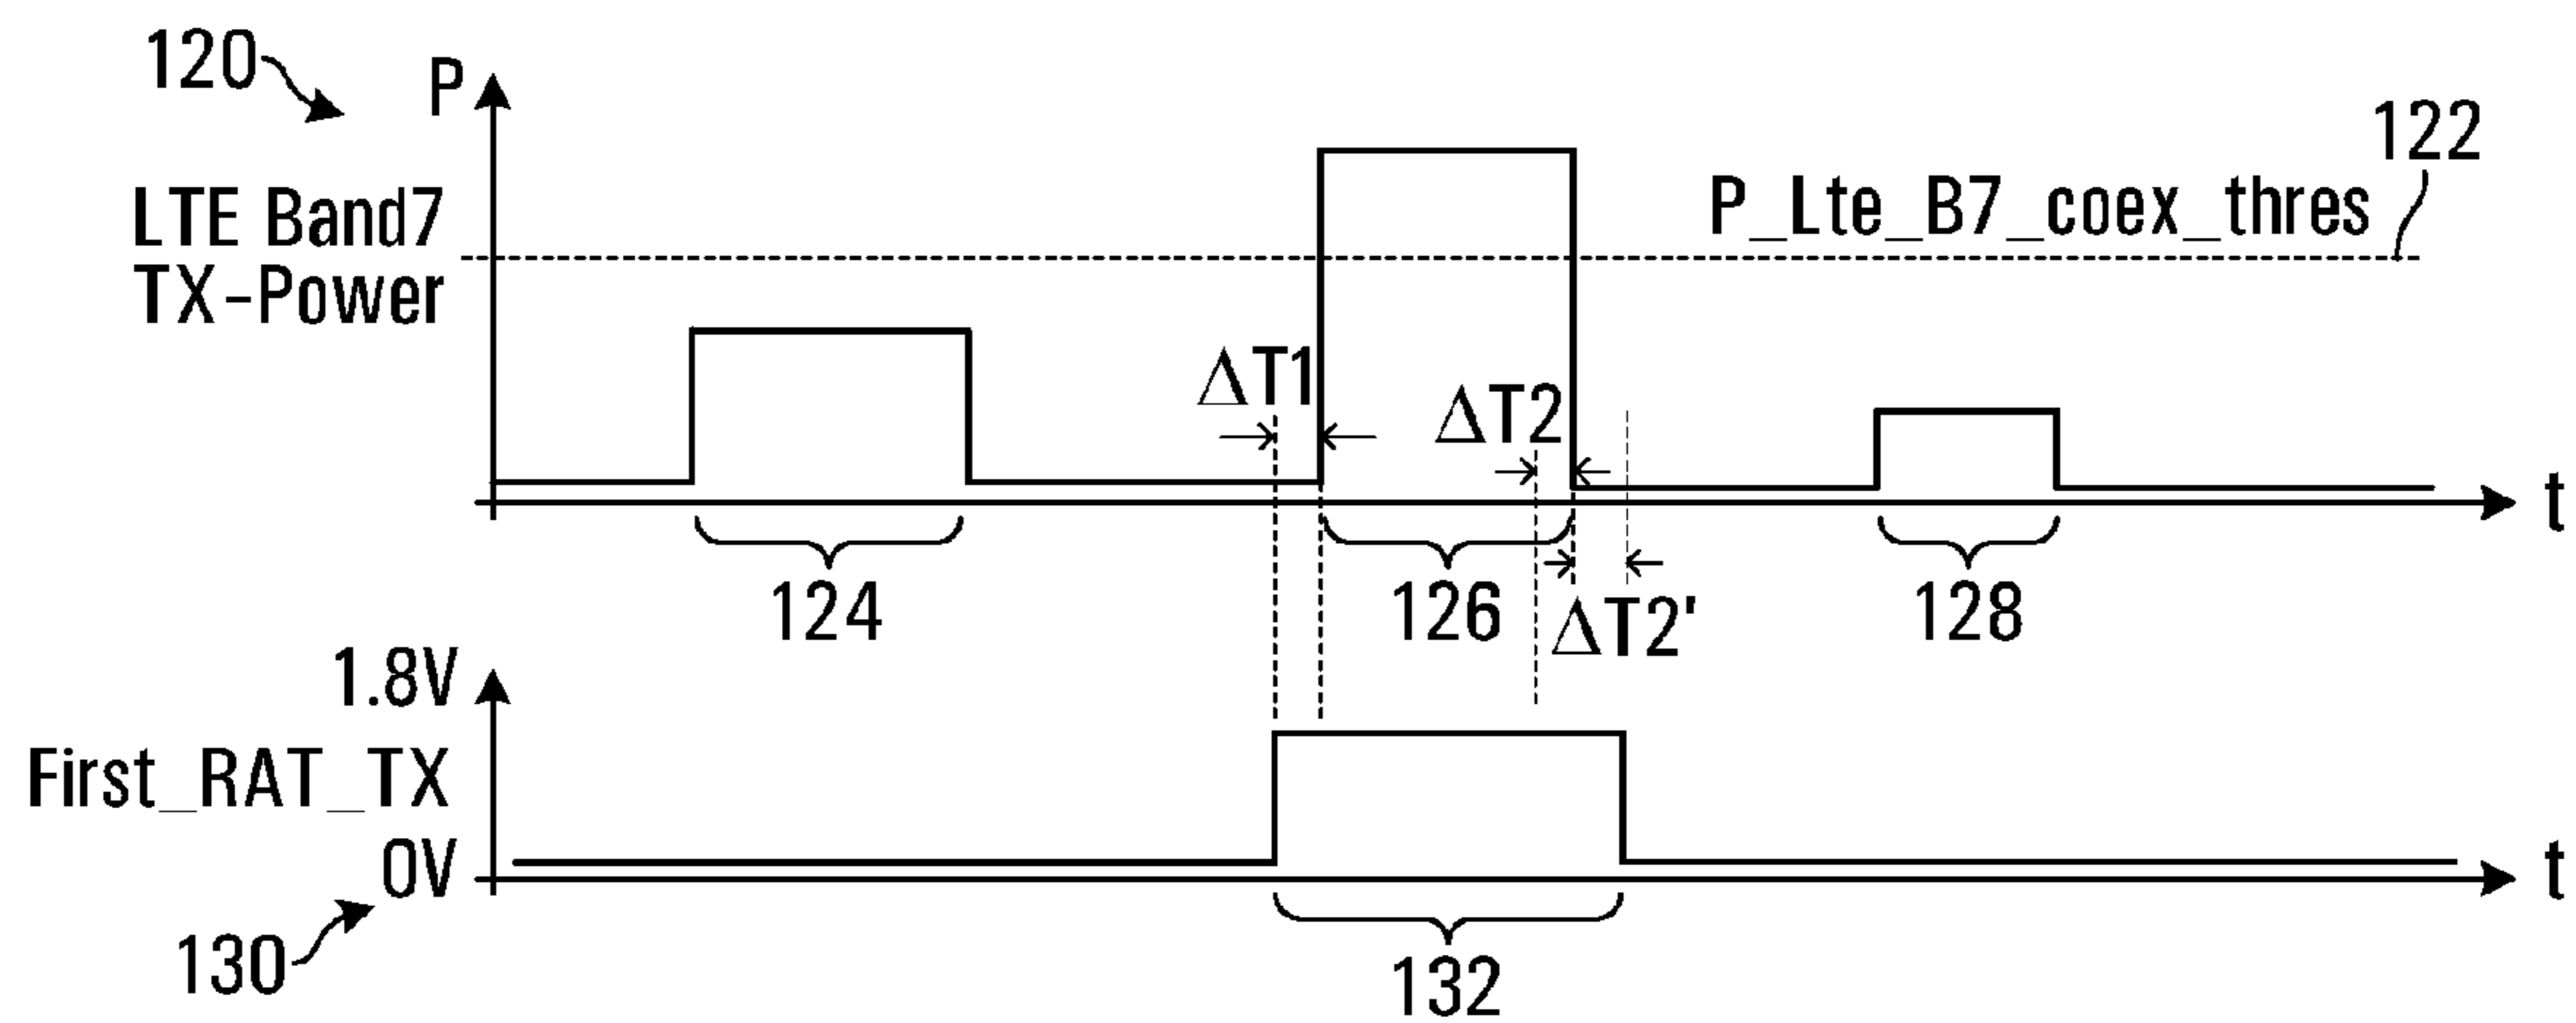 120
P
122
LTE Band7
TX-Power
P_Lte_B7_coex_thres
ΔT1
ΔT2
t
124
126
128
ΔT2'
1.8V
First_RAT_TX
0V
t
130
132